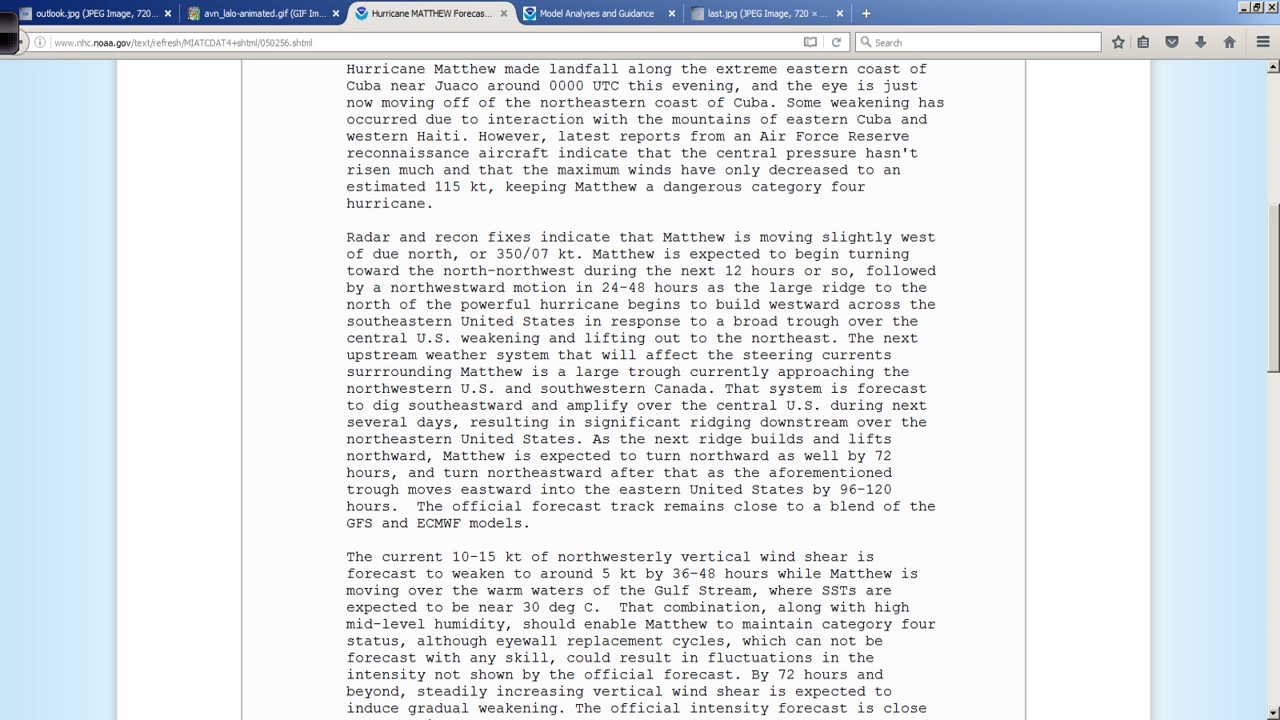 outlook.jpg (JPEG Image, 720...
avn_lalo-animated.gif (GIF Im...
Hurricane MATTHEW Forecas...
Model Analyses and Guidance
last.jpg (JPEG Image, 720 × ...
www.nhc.noaa.gov/text/refresh/MIATCDAT4+shtml/050256.shtml
Search
Hurricane Matthew made landfall along the extreme eastern coast of
Cuba near Juaco around 0000 UTC this evening, and the eye is just
now moving off of the northeastern coast of Cuba. Some weakening has
occurred due to interaction with the mountains of eastern Cuba and
western Haiti. However, latest reports from an Air Force Reserve
reconnaissance aircraft indicate that the central pressure hasn't
risen much and that the maximum winds have only decreased to an
estimated 115 kt, keeping Matthew a dangerous category four
hurricane.
Radar and recon fixes indicate that Matthew is moving slightly west
of due north, or 350/07 kt. Matthew is expected to begin turning
toward the north-northwest during the next 12 hours or so, followed
by a northwestward motion in 24-48 hours as the large ridge to the
north of the powerful hurricane begins to build westward across the
southeastern United States in response to a broad trough over the
central U.S. weakening and lifting out to the northeast. The next
upstream weather system that will affect the steering currents
surrrounding Matthew is a large trough currently approaching the
northwestern U.S. and southwestern Canada. That system is forecast
to dig southeastward and amplify over the central U.S. during next
several days, resulting in significant ridging downstream over the
northeastern United States. As the next ridge builds and lifts
northward, Matthew is expected to turn northward as well by 72
hours, and turn northeastward after that as the aforementioned
trough moves eastward into the eastern United States by 96-120
hours. The official forecast track remains close to a blend of the
GFS and ECMWF models.
The current 10-15 kt of northwesterly vertical wind shear is
forecast to weaken to around 5 kt by 36-48 hours while Matthew is
moving over the warm waters of the Gulf Stream, where SSTs are
expected to be near 30 deg C. That combination, along with high
mid-level humidity, should enable Matthew to maintain category four
status, although eyewall replacement cycles, which can not be
forecast with any skill, could result in fluctuations in the
intensity not shown by the official forecast. By 72 hours and
beyond, steadily increasing vertical wind shear is expected to
induce gradual weakening. The official intensity forecast is close